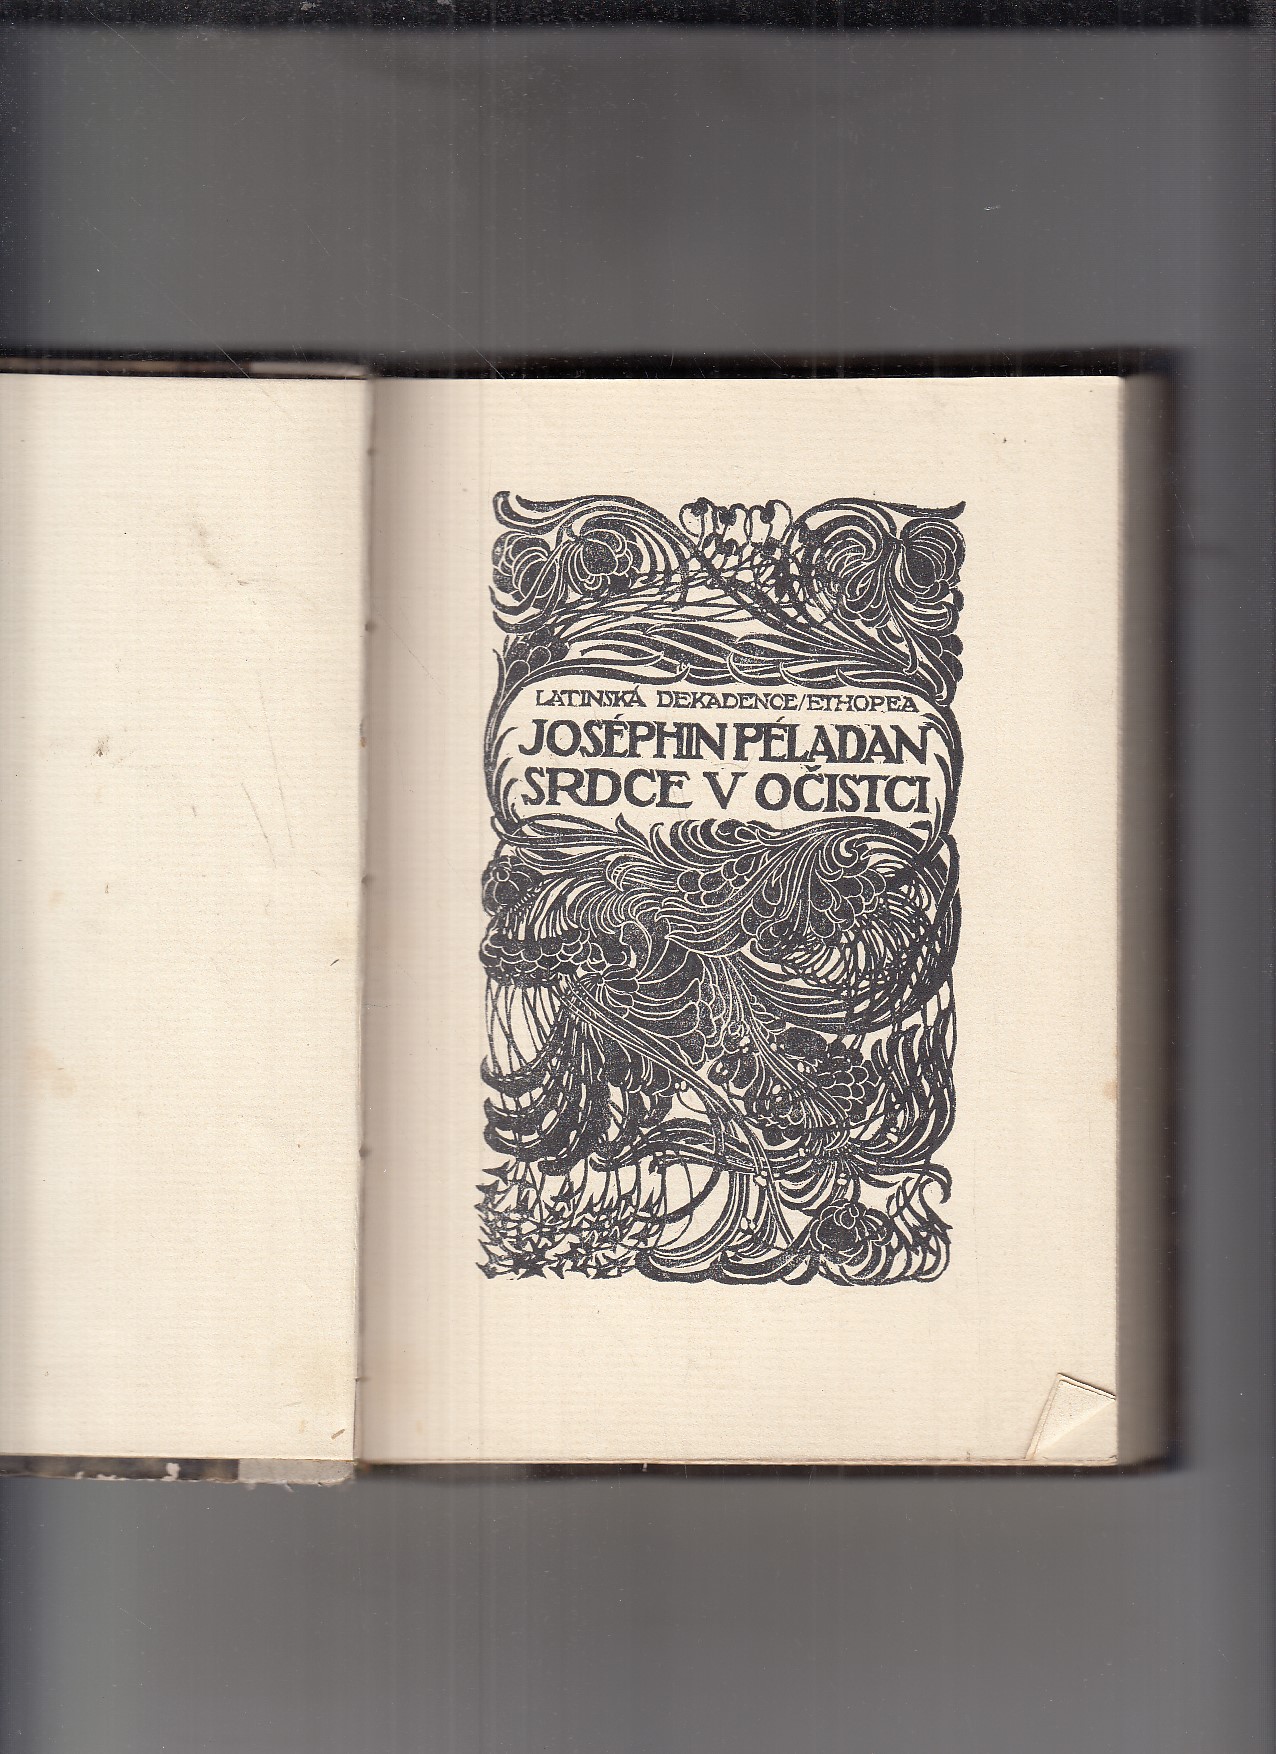 LATINSKÁ DEKADENCE/ETHOPEA
JOSÉPHIN PÉLADAN
SRDCE V OČISTCI